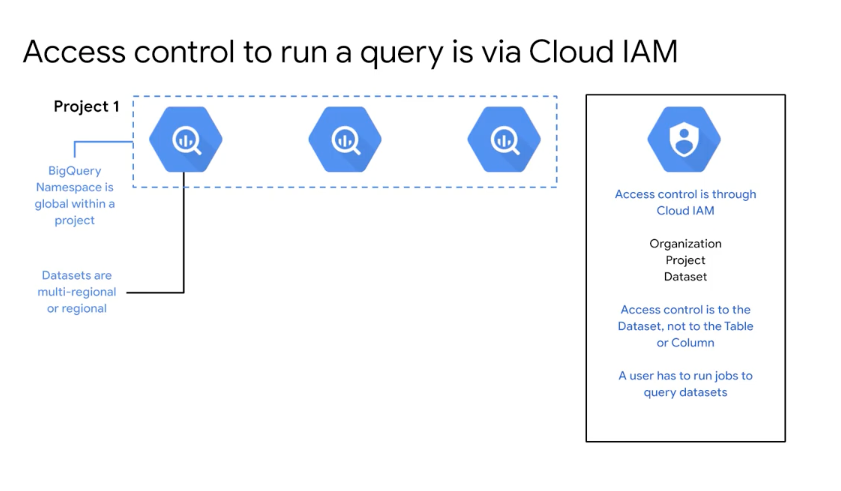 Access control to run a query is via Cloud IAM
Project 1
BigQuery
Namespace is
global within a
project
Datasets are
multi-regional
or regional
Access control is through
Cloud IAM
Organization
Project
Dataset
Access control is to the
Dataset, not to the Table
or Column
A user has to run jobs to
query datasets